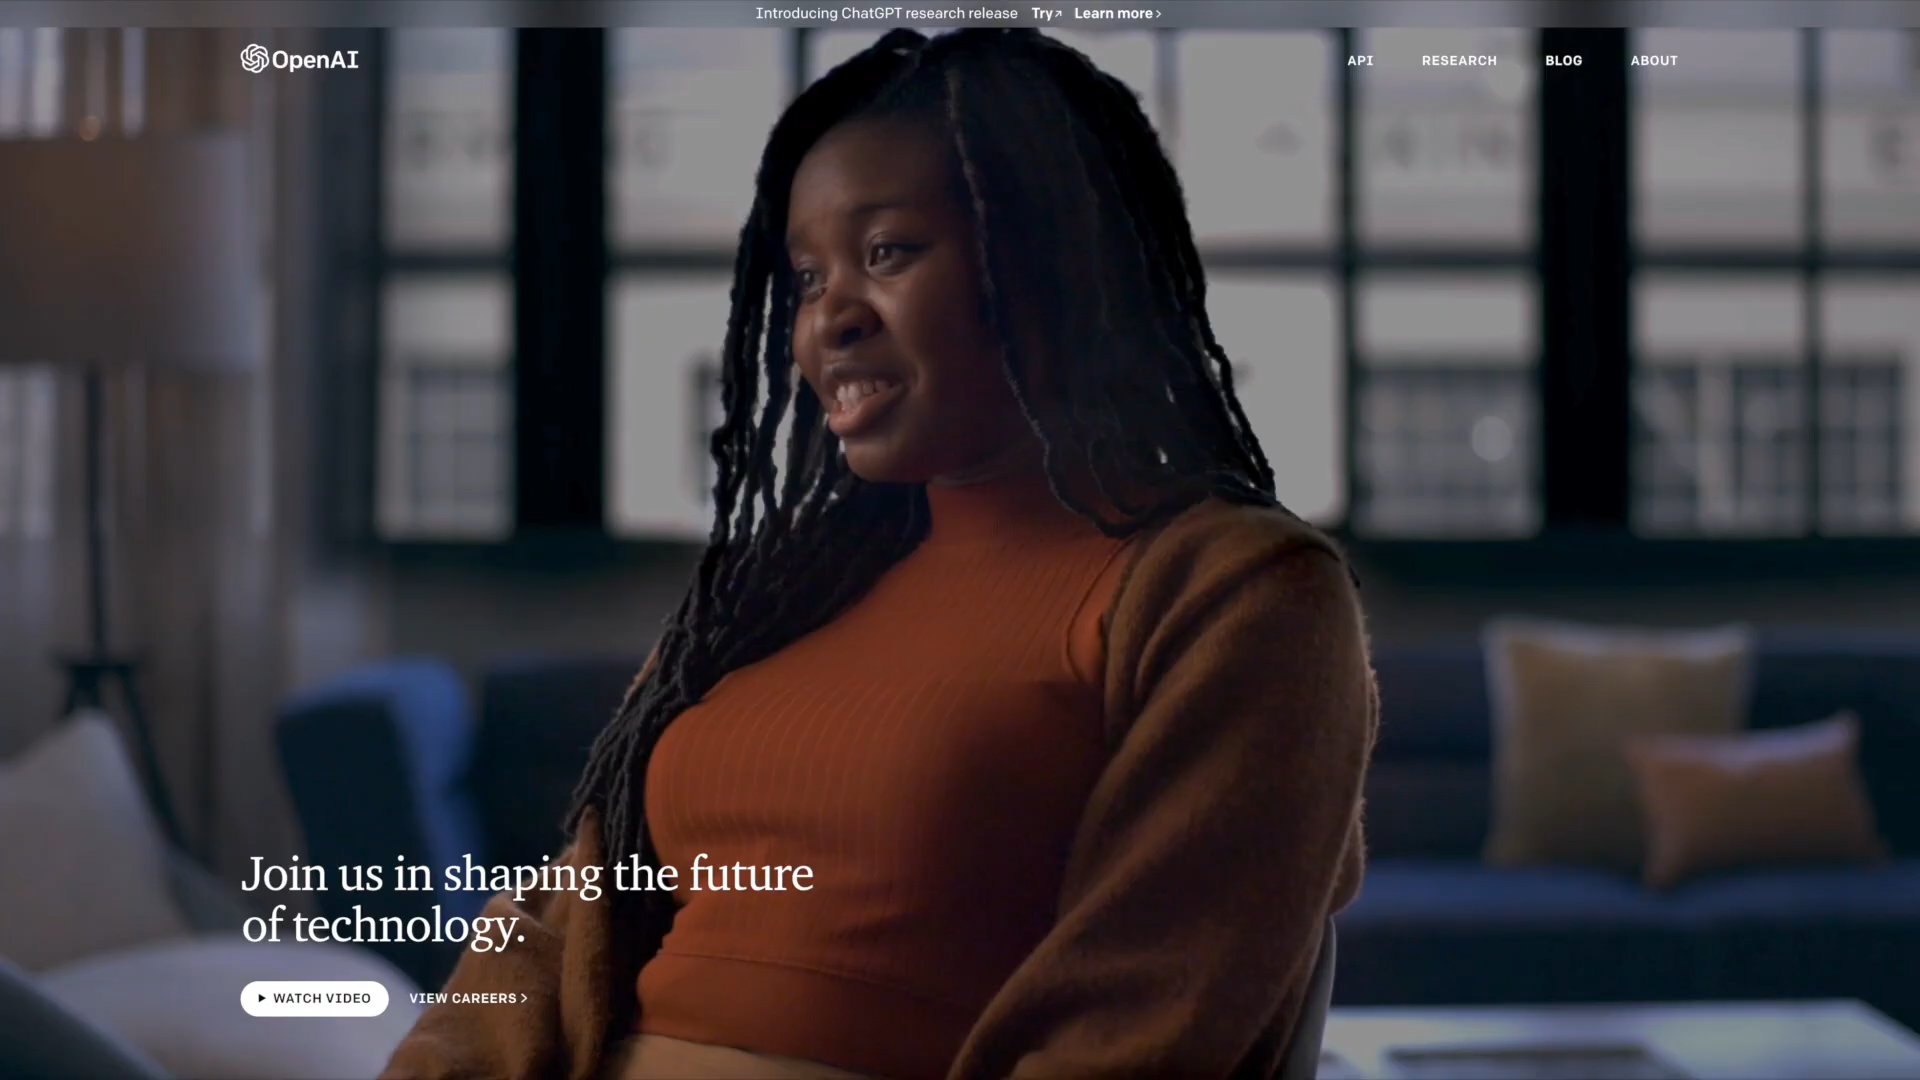 Introducing ChatGPT research release Try↗ Learn more ›
OpenAI
API RESEARCH BLOG ABOUT
Join us in shaping the future
of technology.
WATCH VIDEO VIEW CAREERS ›